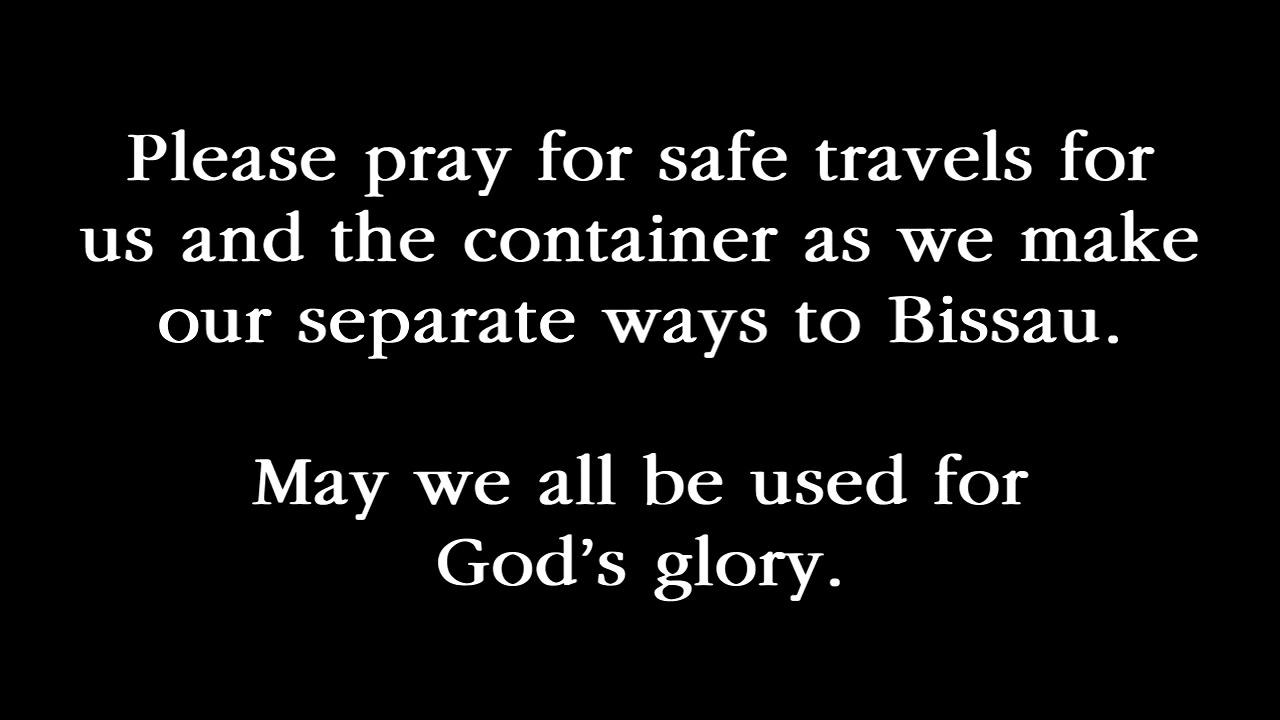 Please pray for safe travels for
us and the container as we make
our separate ways to Bissau.
May we all be used for
God’s glory.